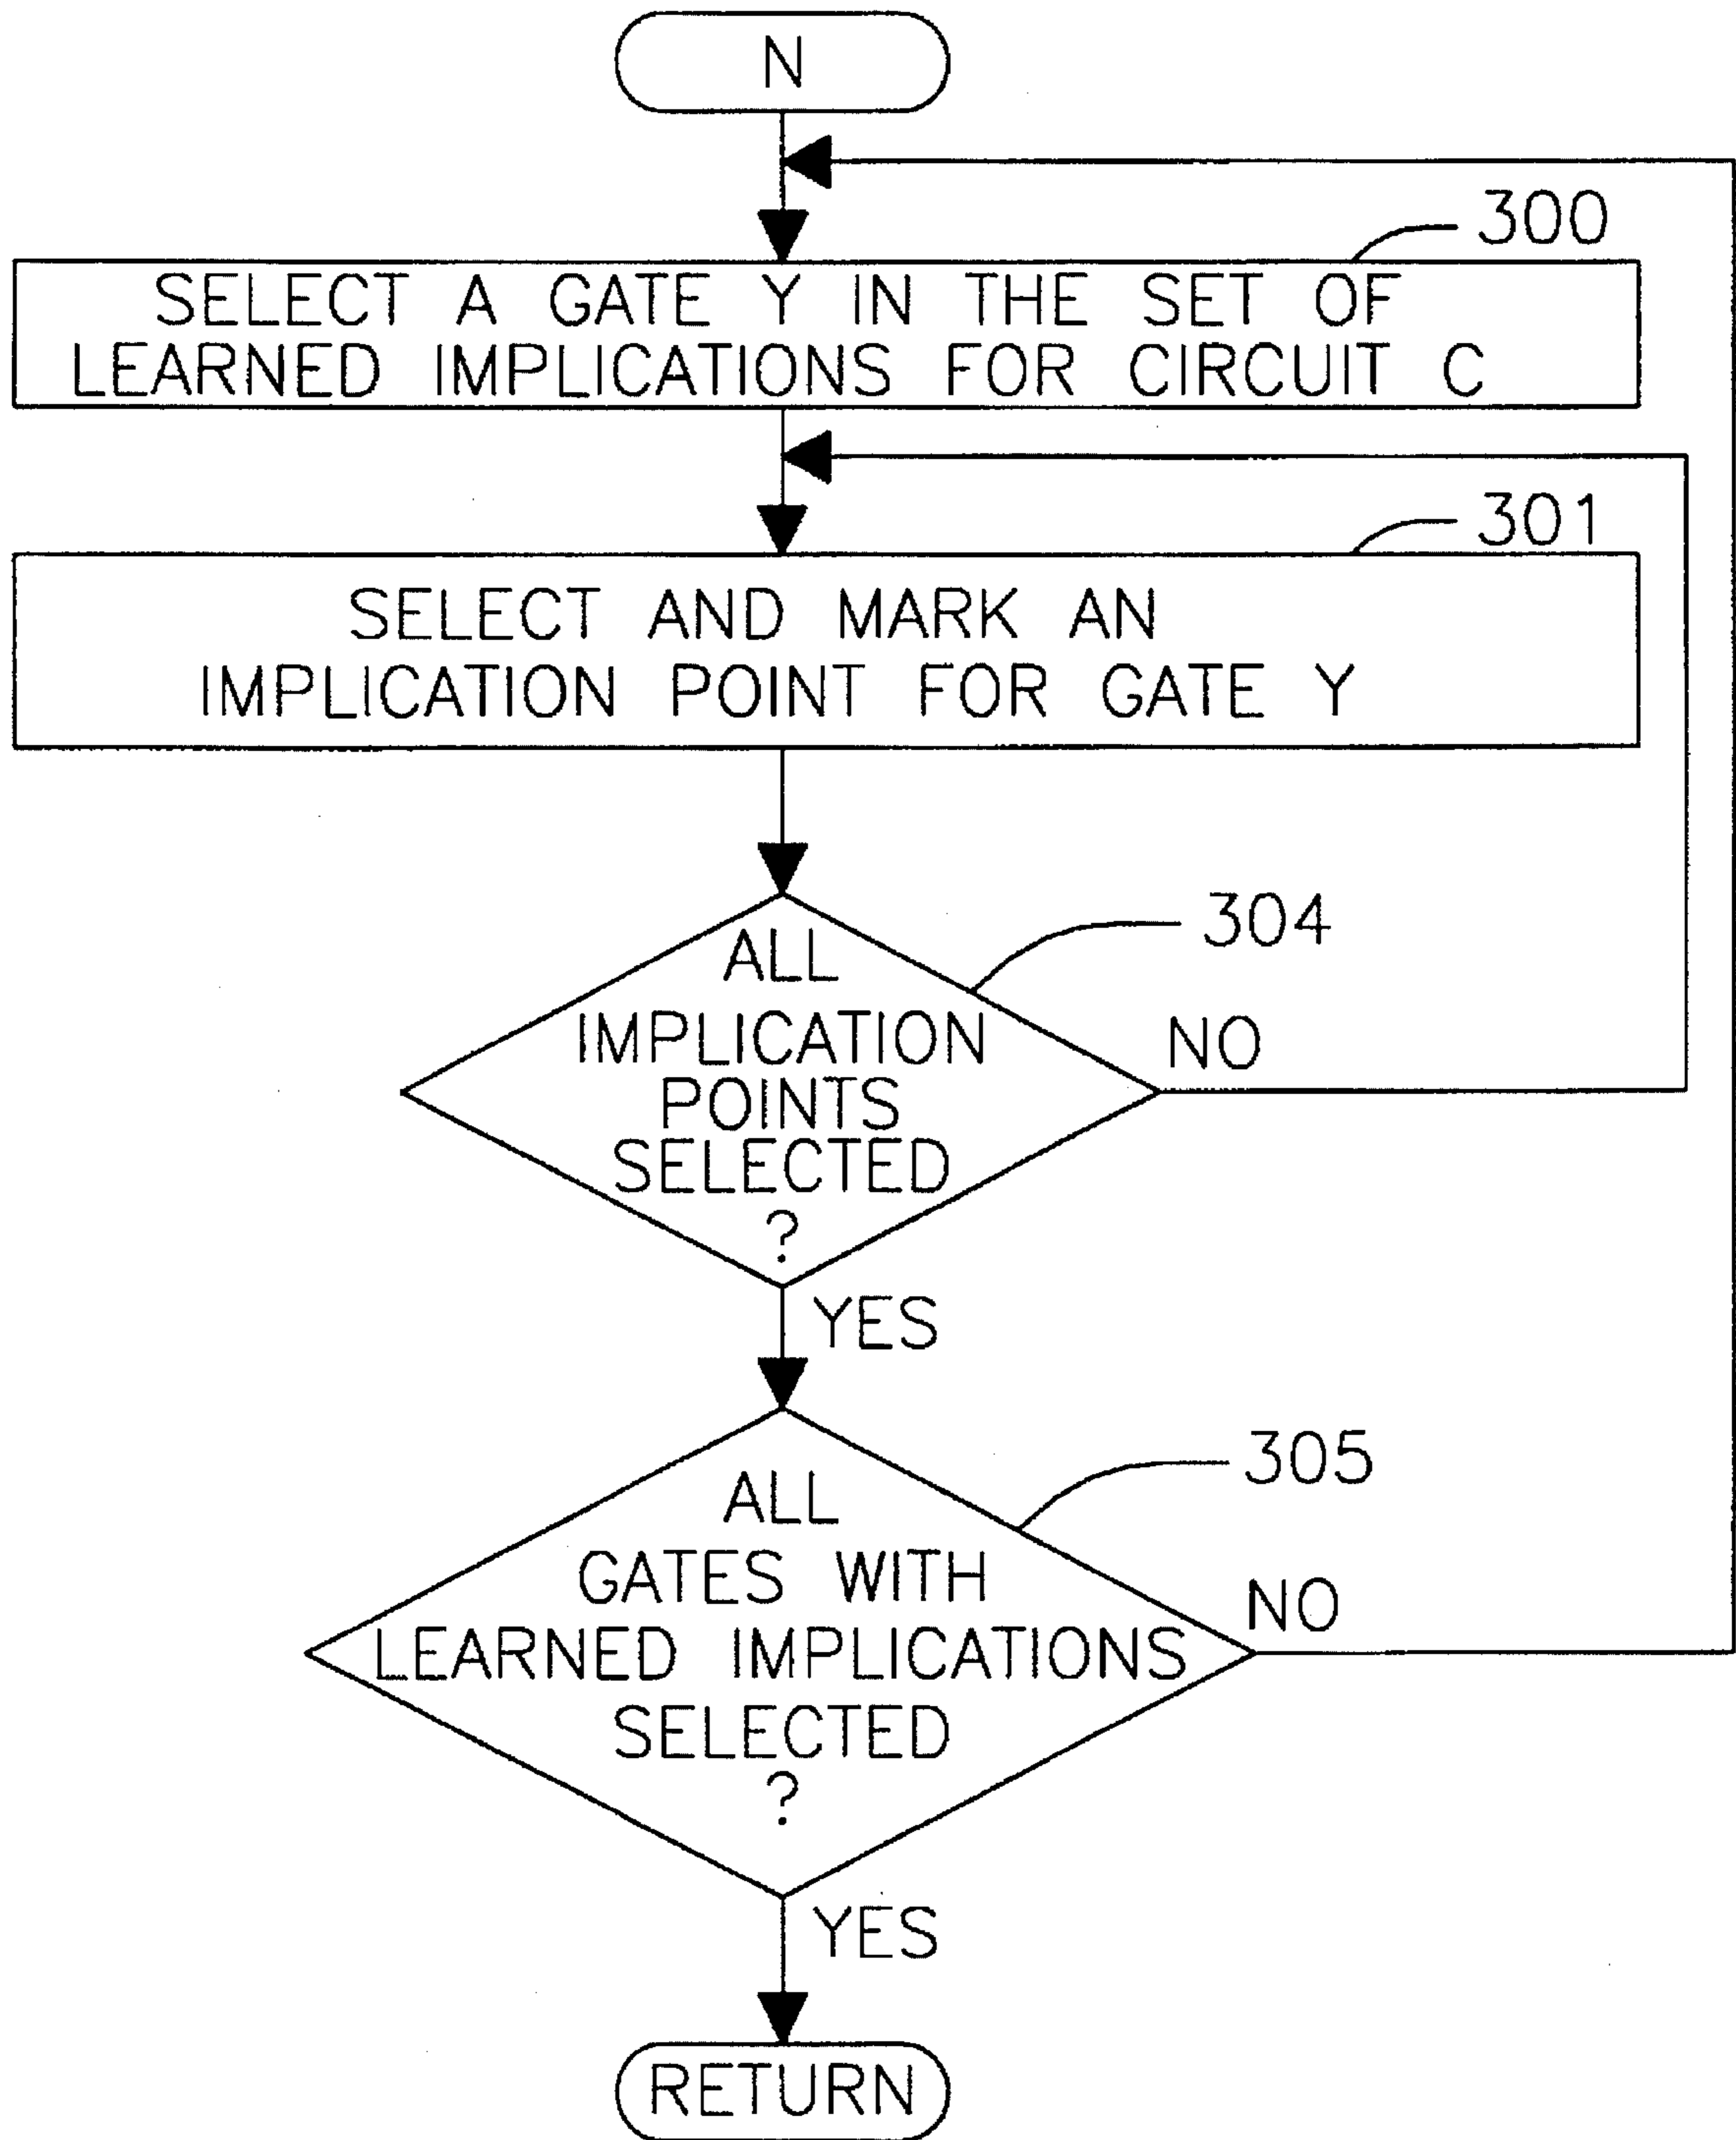 N
300
SELECT A GATE Y IN THE SET OF
LEARNED IMPLICATIONS FOR CIRCUIT C
301
SELECT AND MARK AN
IMPLICATION POINT FOR GATE Y
304
ALL
IMPLICATION
POINTS
SELECTED
?
NO
YES
305
ALL
GATES WITH
LEARNED IMPLICATIONS
SELECTED
?
NO
YES
RETURN